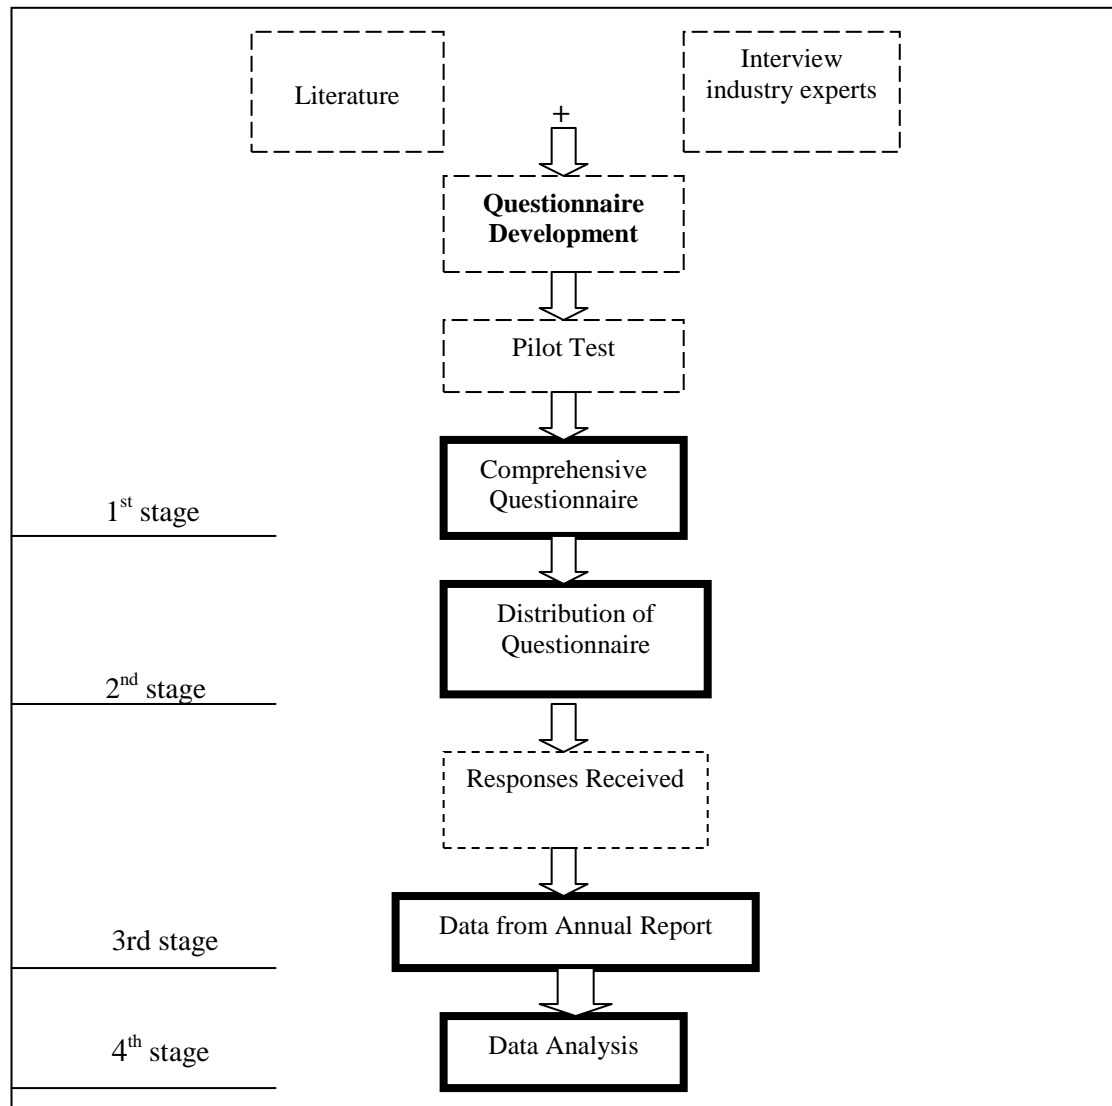 Literature
Interview
industry experts
+
Questionnaire
Development
Pilot Test
Comprehensive
Questionnaire
1st stage
Distribution of
Questionnaire
2nd stage
Responses Received
Data from Annual Report
3rd stage
Data Analysis
4th stage